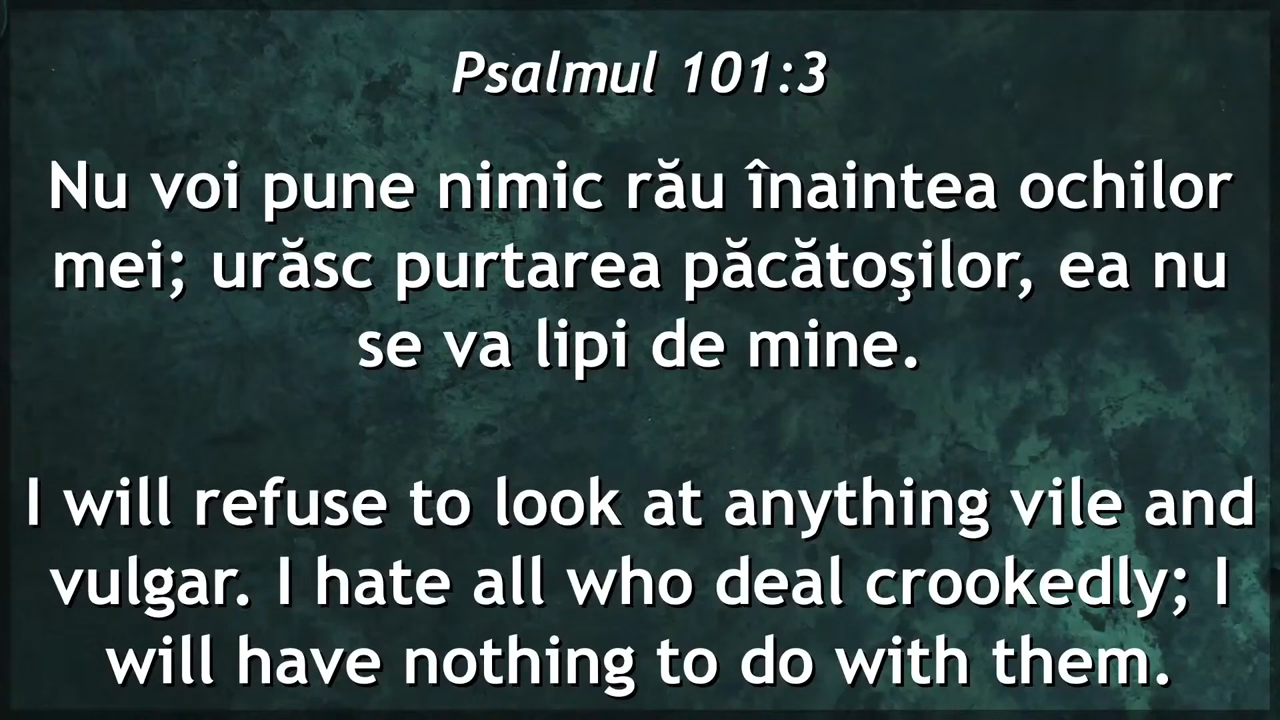 Psalmul 101:3
Nu voi pune nimic rău înaintea ochilor
mei; urăsc purtarea păcătoşilor, ea nu
se va lipi de mine.
I will refuse to look at anything vile and
vulgar. I hate all who deal crookedly; I
will have nothing to do with them.